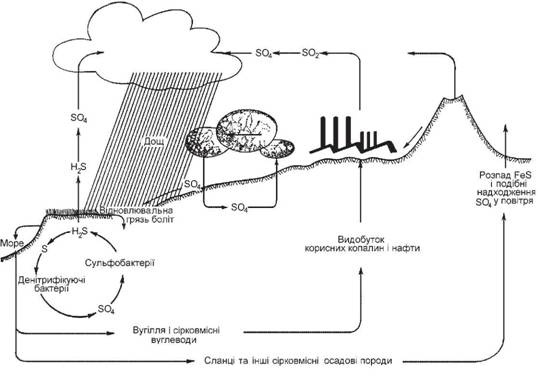 SO₄ SO₂
SO₄
Дощ
H₂S
Розпад FeS
і подібні
надходження
SO₄ у повітря
SO₄
SO₄
Відновлювальна
грязь боліт
H₂S
Море
S
Видобуток
корисних копалин і нафти
Сульфобактерії
Денітрифікуючі
бактерії
SO₄
Вугілля і сірковмісні
вуглеводи
Сланці та інші сірковмісні осадові породи